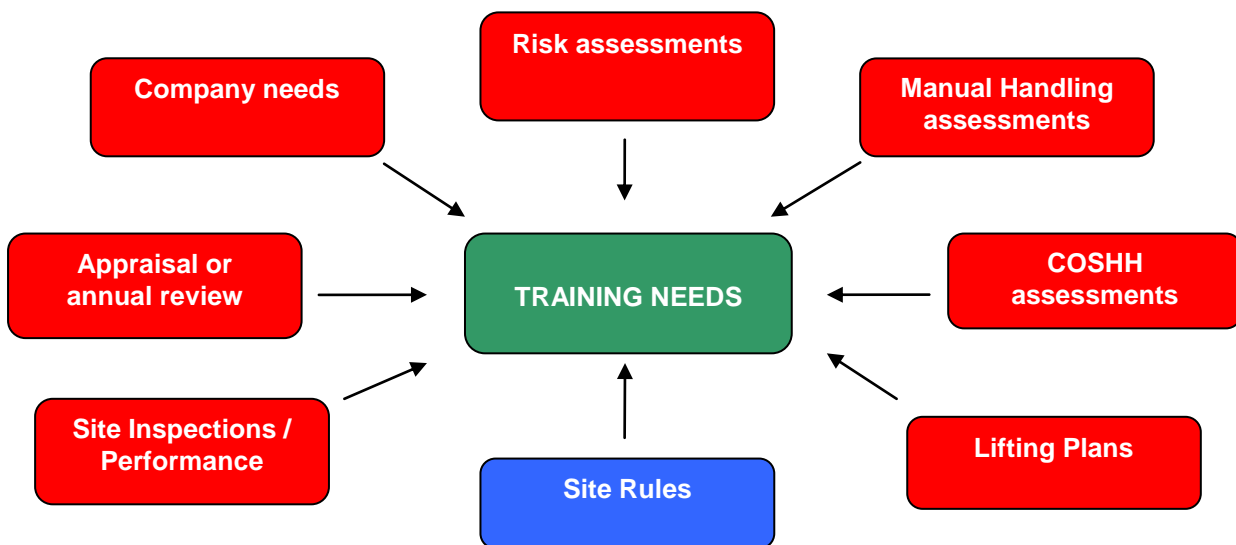 Risk assessments
Company needs
Manual Handling
assessments
Appraisal or
annual review
TRAINING NEEDS
COSHH
assessments
Site Inspections /
Performance
Site Rules
Lifting Plans